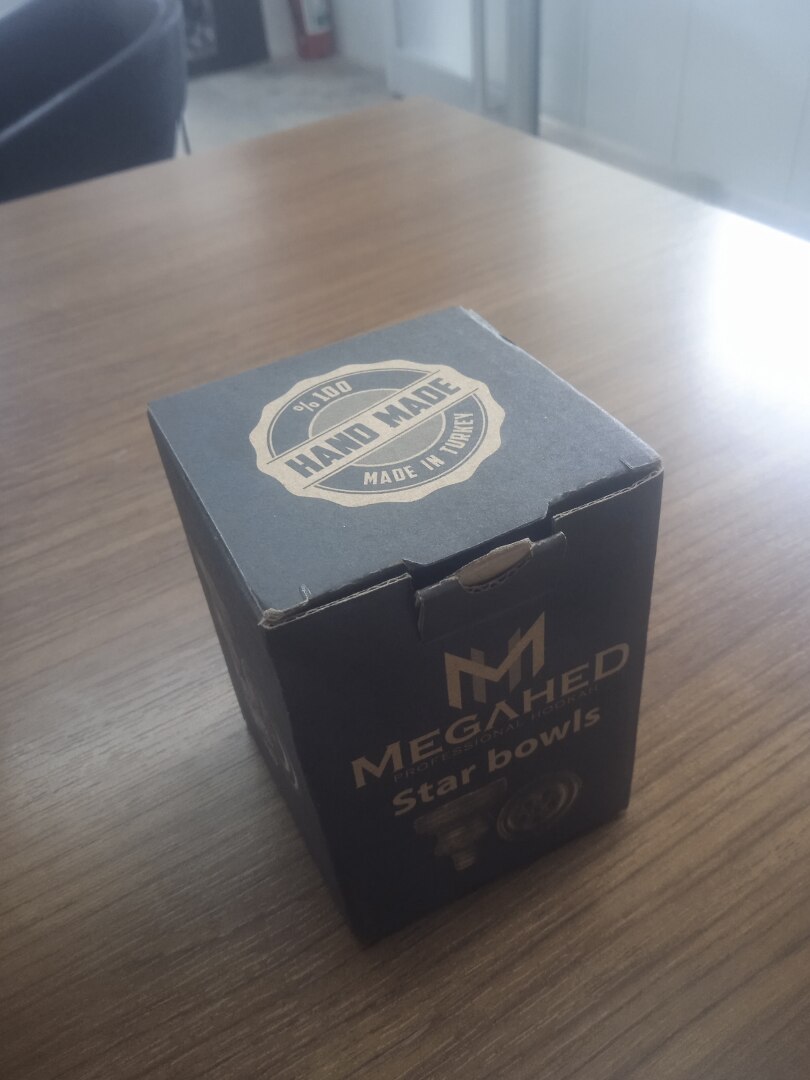 %100
HAND MADE
MADE IN TURKEY
MEGAHED
PROFESSIONAL HOOKAH
Star bowls